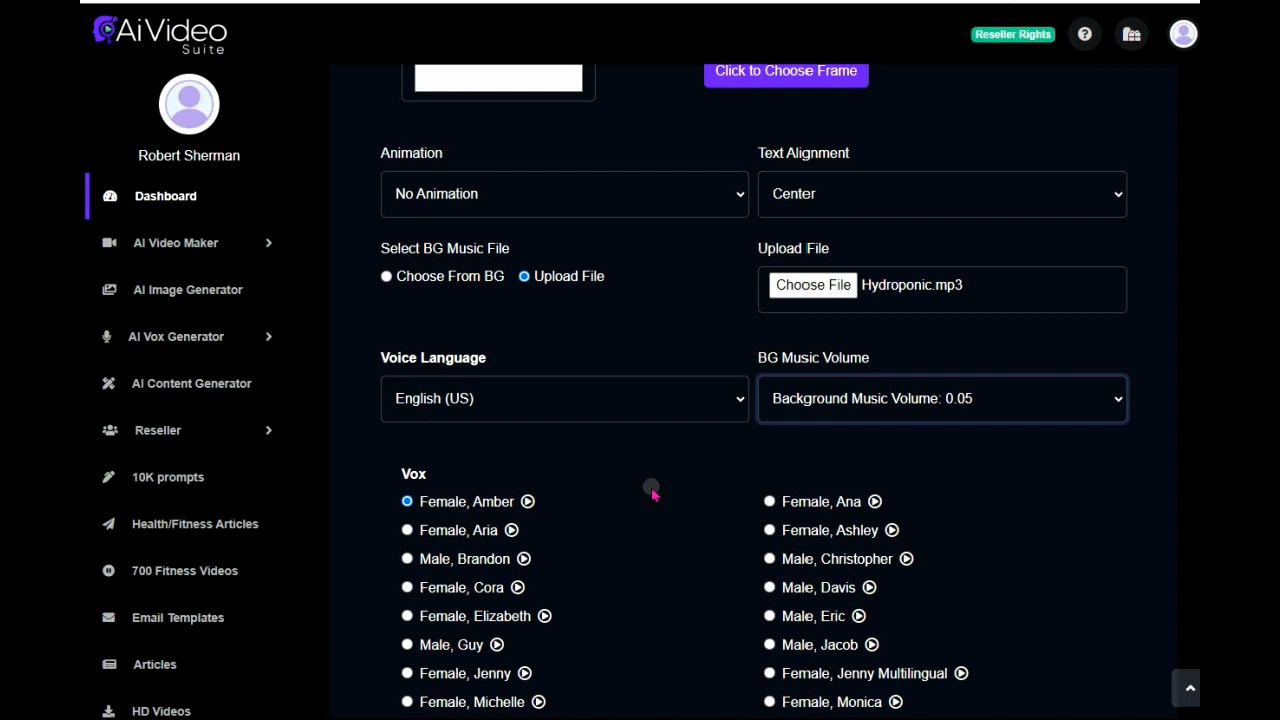 AiVideo
Suite
Reseller Rights
Robert Sherman
Dashboard
AI Video Maker
AI Image Generator
AI Vox Generator
AI Content Generator
Reseller
10K prompts
Health/Fitness Articles
700 Fitness Videos
Email Templates
Articles
HD Videos
Click to Choose Frame
Animation
Text Alignment
No Animation
Center
Select BG Music File
Upload File
Choose From BG
Upload File
Choose File Hydroponic.mp3
Voice Language
BG Music Volume
English (US)
Background Music Volume: 0.05
Vox
Female, Amber
Female, Ana
Female, Aria
Female, Ashley
Male, Brandon
Male, Christopher
Female, Cora
Male, Davis
Female, Elizabeth
Male, Eric
Male, Guy
Male, Jacob
Female, Jenny
Female, Jenny Multilingual
Female, Michelle
Female, Monica